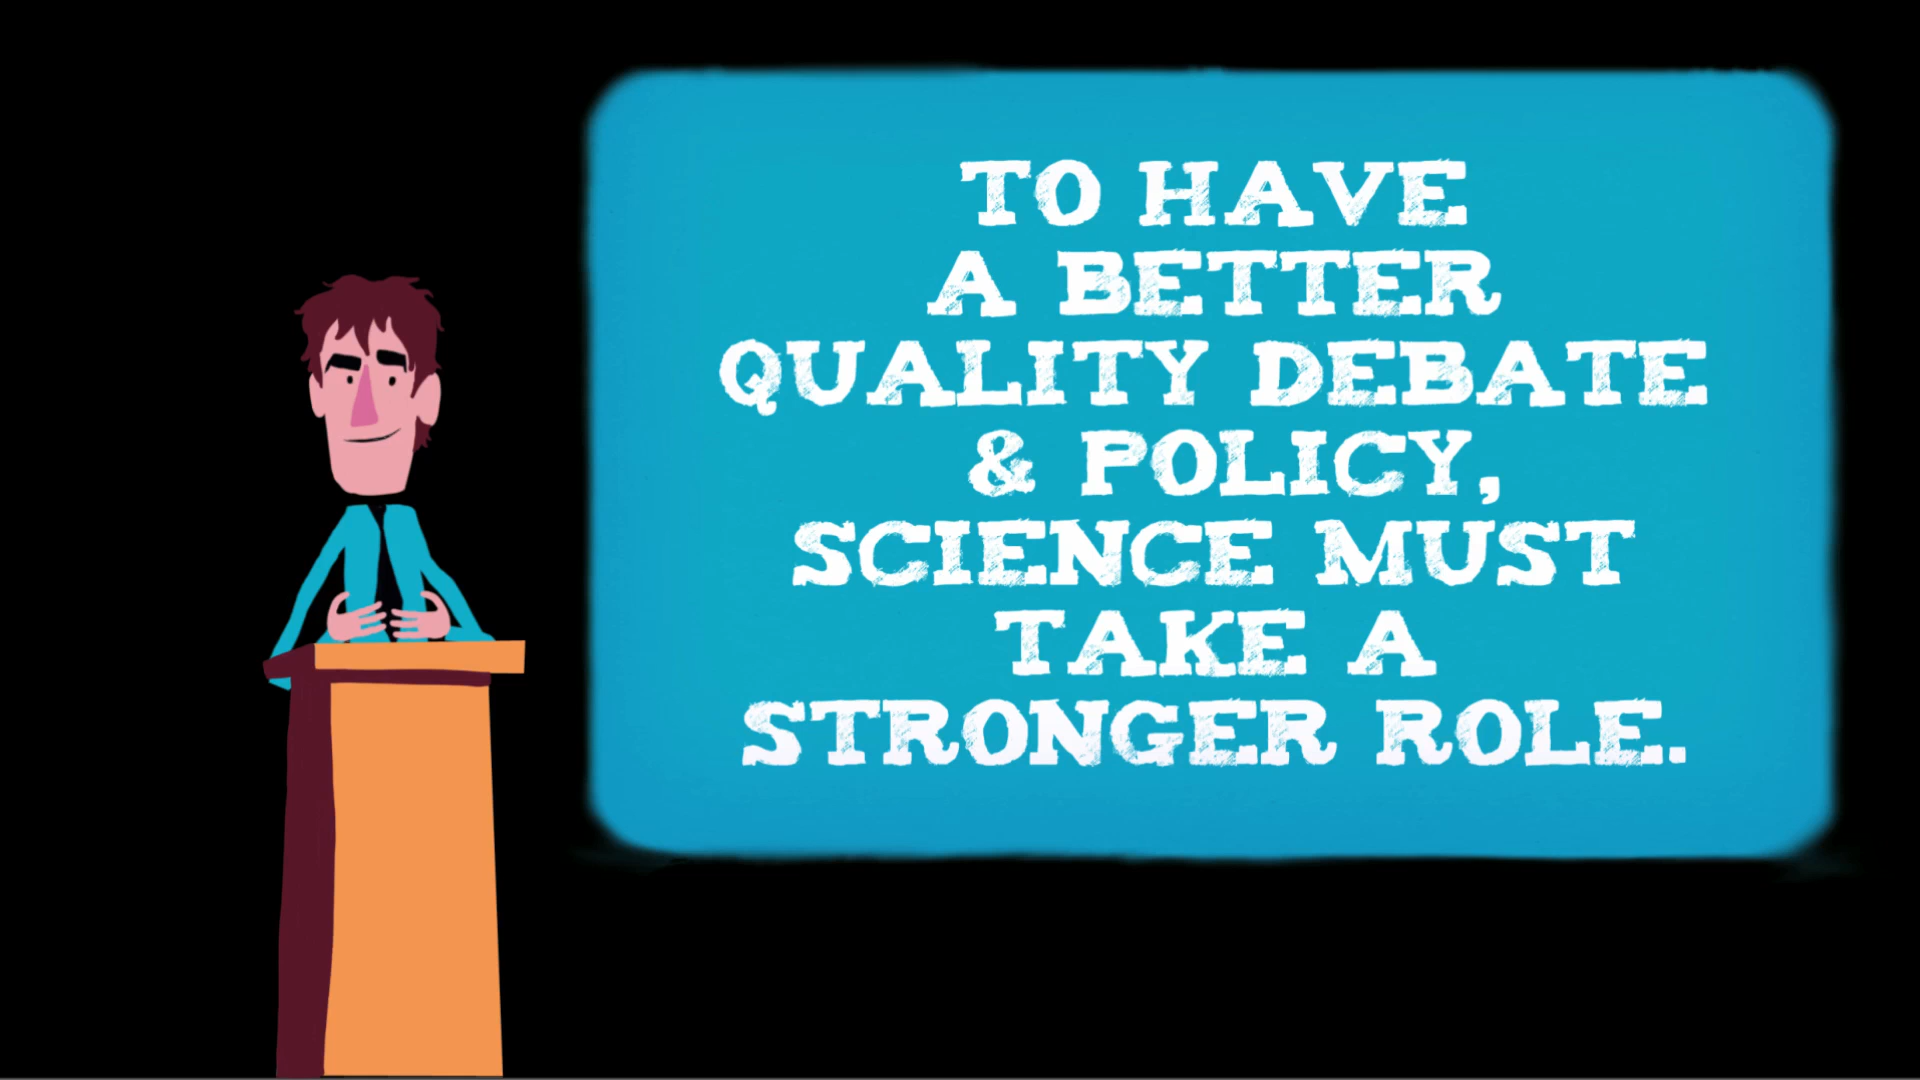 TO HAVE
A BETTER
QUALITY DEBATE
& POLICY,
SCIENCE MUST
TAKE A
STRONGER ROLE.